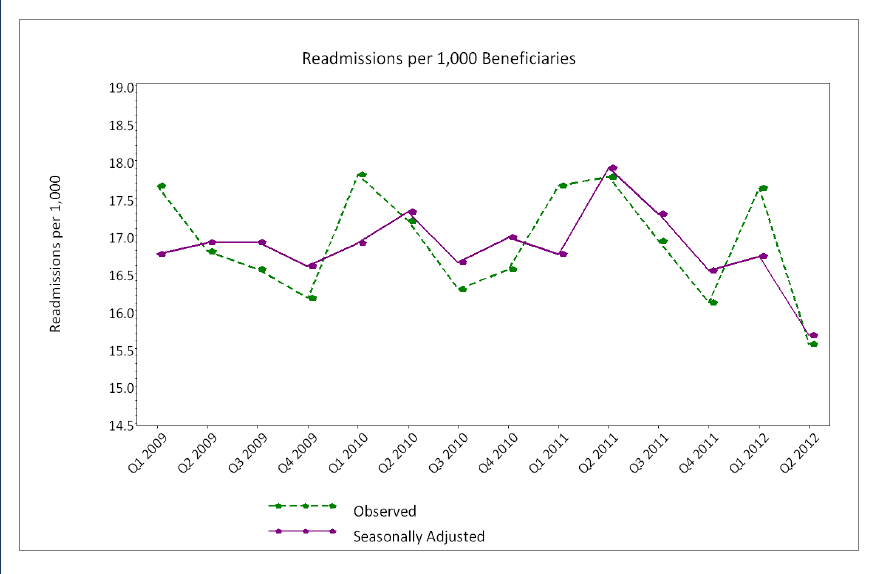 Readmissions per 1,000 Beneficiaries
Readmissions per 1,000
19.0
18.5
18.0
17.5
17.0
16.5
16.0
15.5
15.0
14.5
Q1 2009
Q2 2009
Q3 2009
Q4 2009
Q1 2010
Q2 2010
Q3 2010
Q4 2010
Q1 2011
Q2 2011
Q3 2011
Q4 2011
Q1 2012
Q2 2012
Observed
Seasonally Adjusted